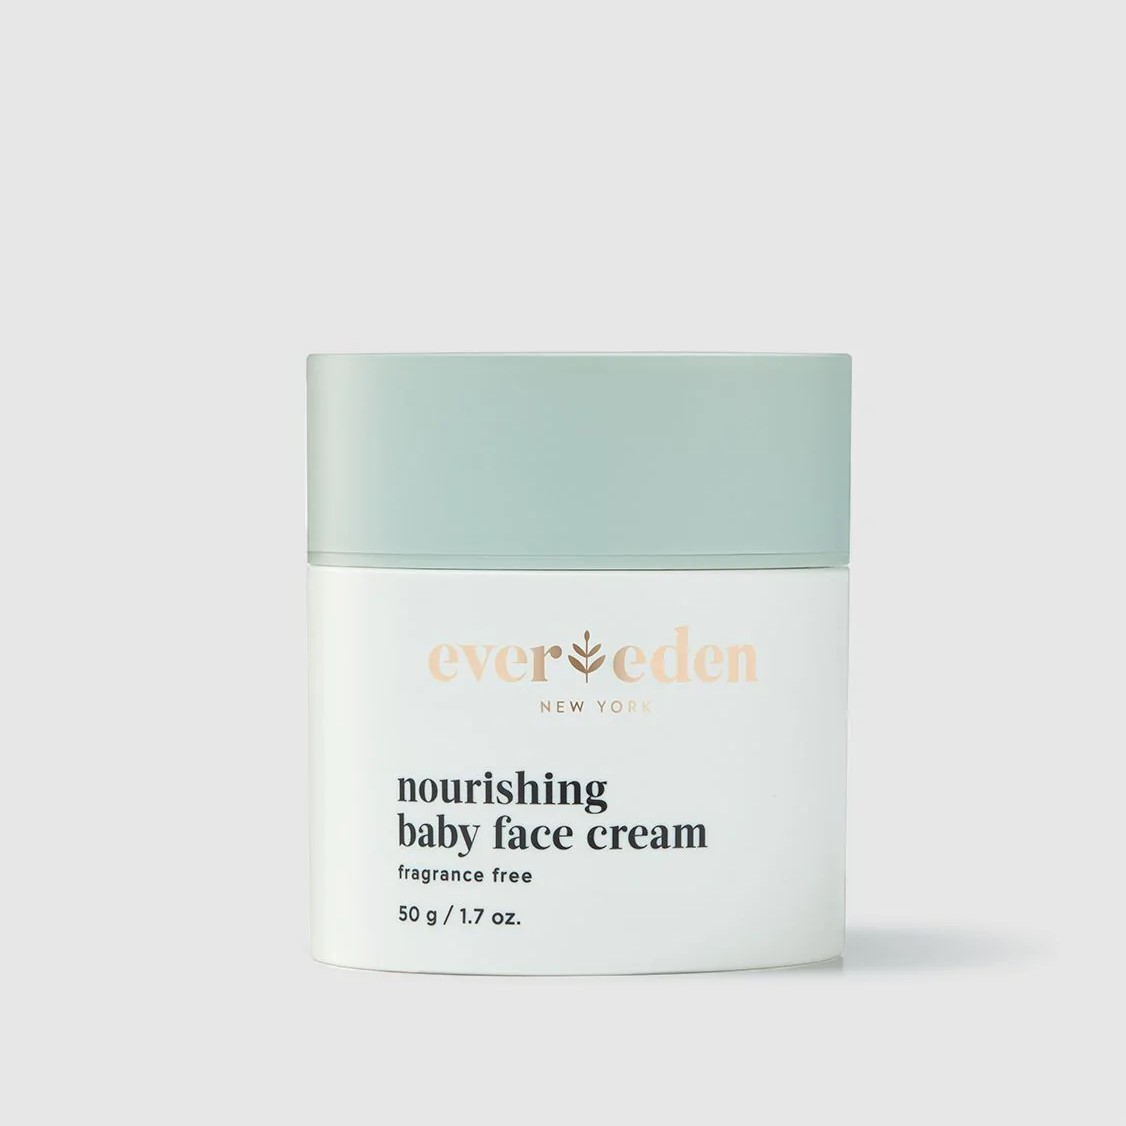 ever eden
NEW YORK
nourishing
baby face cream
fragrance free
50 g / 1.7 oz.